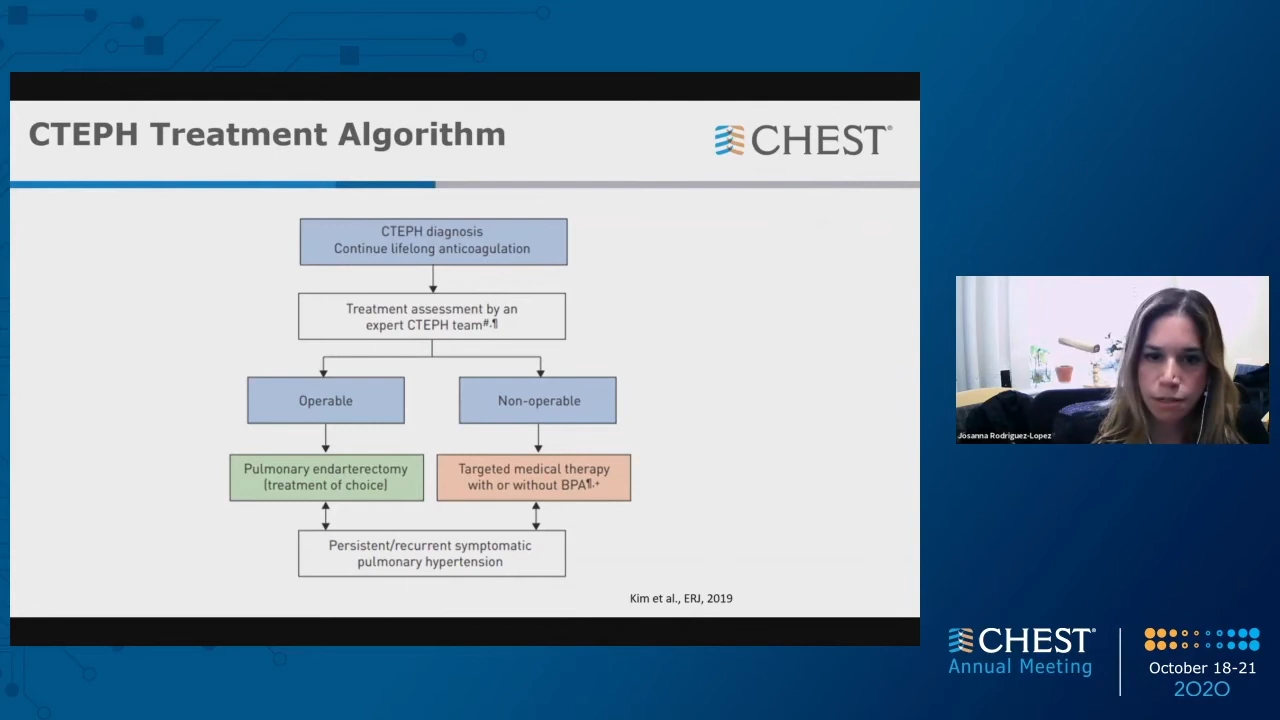 CTEPH Treatment Algorithm
CHEST®
CTEPH diagnosis
Continue lifelong anticoagulation
Treatment assessment by an
expert CTEPH team#,¶
Operable
Non-operable
Pulmonary endarterectomy
(treatment of choice)
Targeted medical therapy
with or without BPA¶,+
Persistent/recurrent symptomatic
pulmonary hypertension
Kim et al., ERJ, 2019
Josanna Rodriguez-Lopez
CHEST®
Annual Meeting
October 18-21
2020